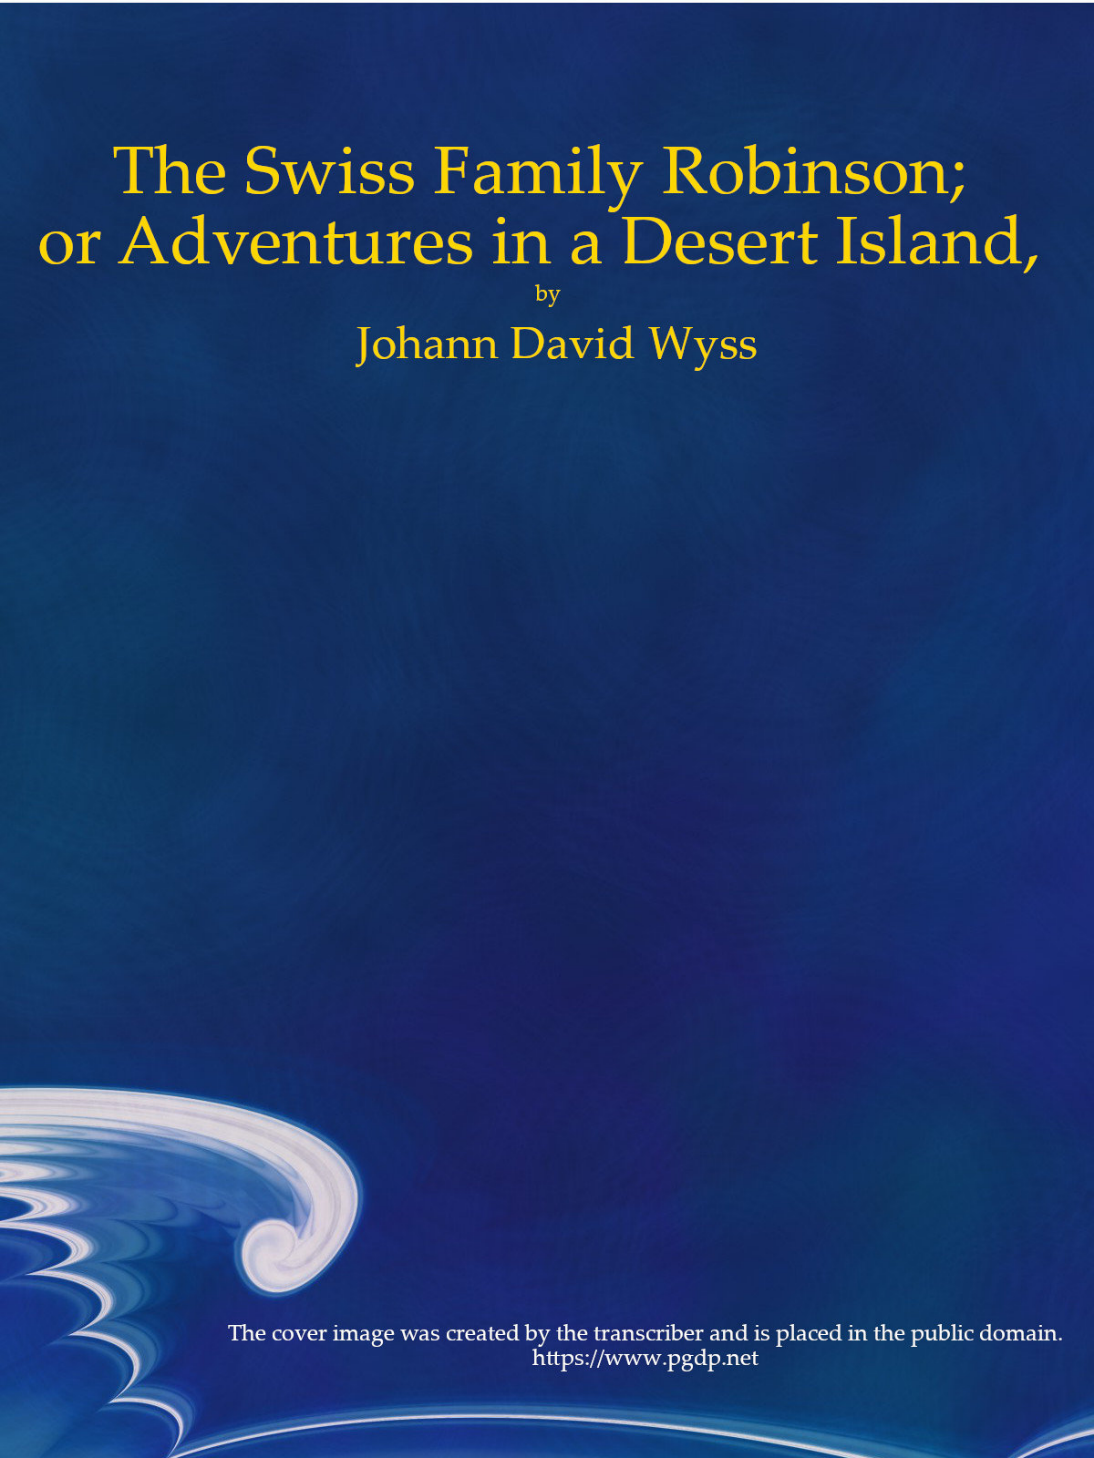 The Swiss Family Robinson;
or Adventures in a Desert Island,
by
Johann David Wyss
The cover image was created by the transcriber and is placed in the public domain.
https://www.pgdp.net